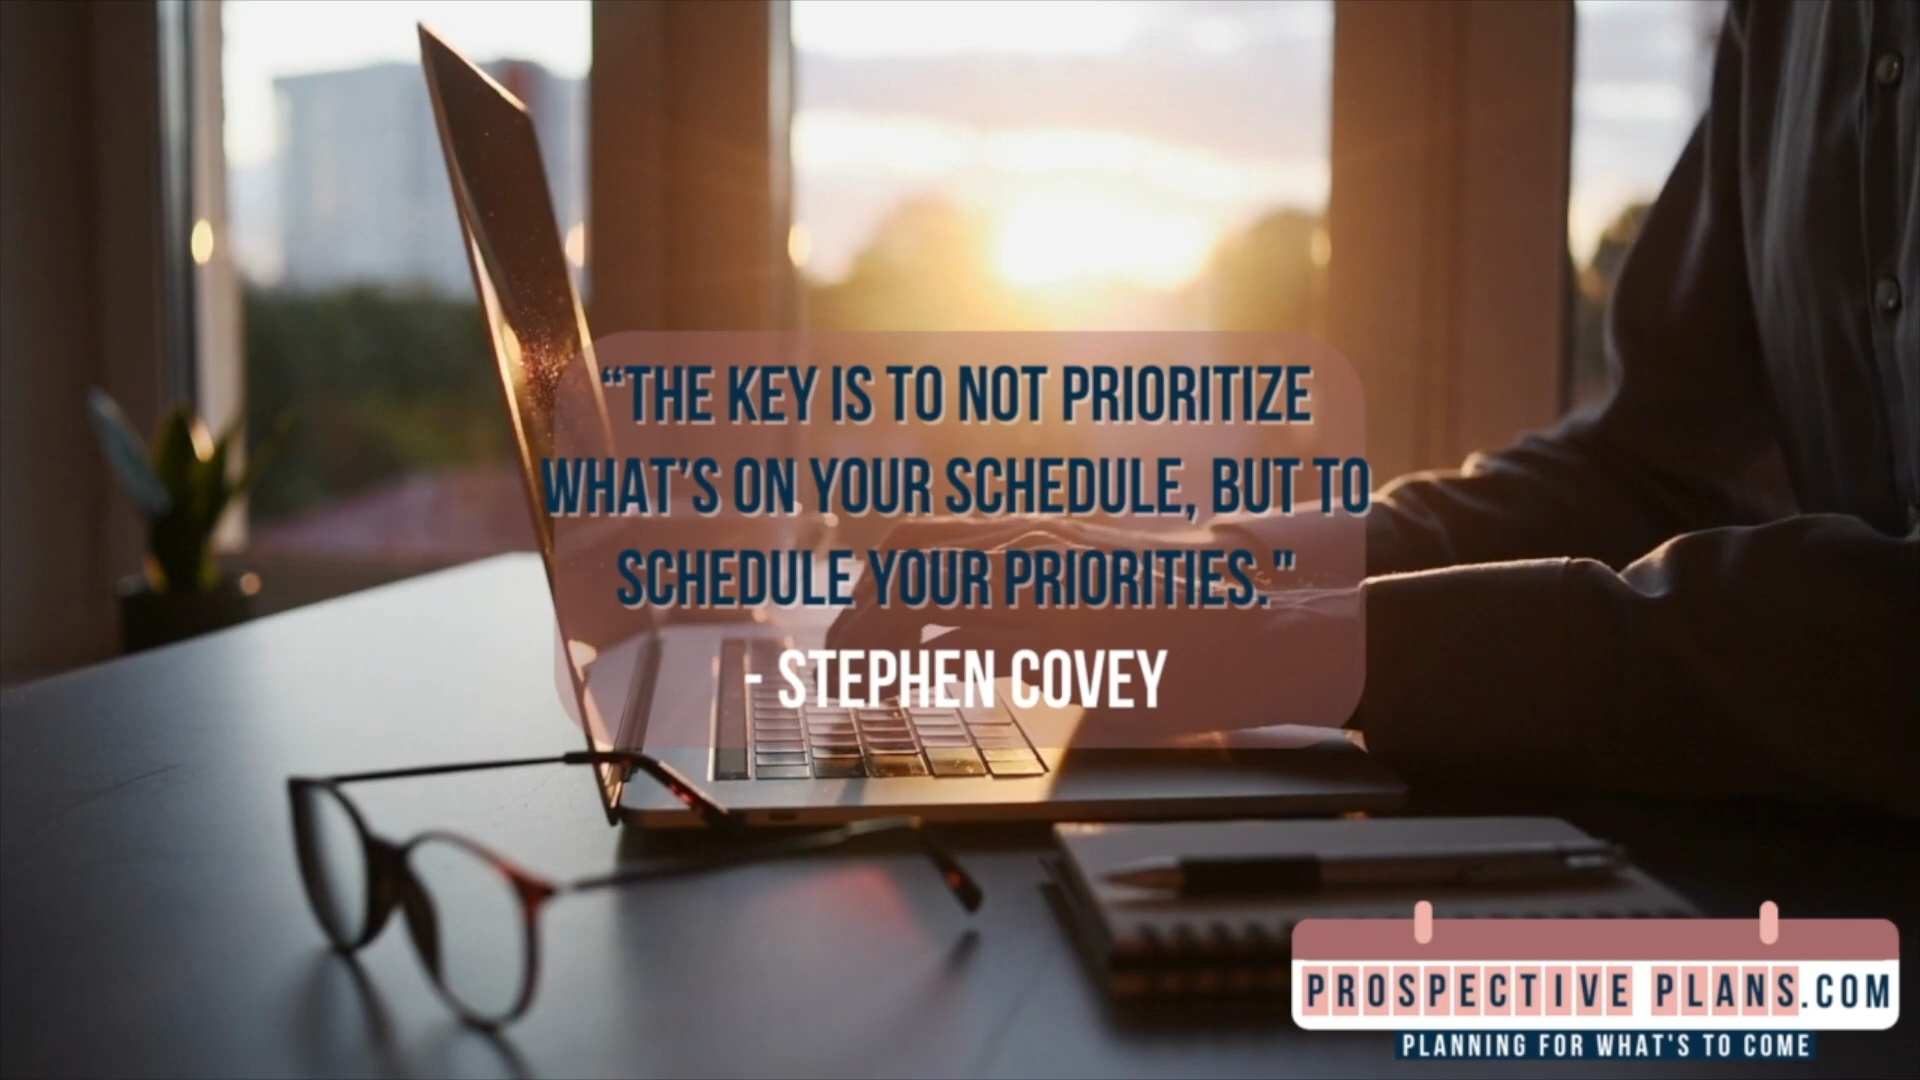 “THE KEY IS TO NOT PRIORITIZE
WHAT’S ON YOUR SCHEDULE, BUT TO
SCHEDULE YOUR PRIORITIES."
- STEPHEN COVEY
PROSPECTIVE PLANS.COM
PLANNING FOR WHAT'S TO COME